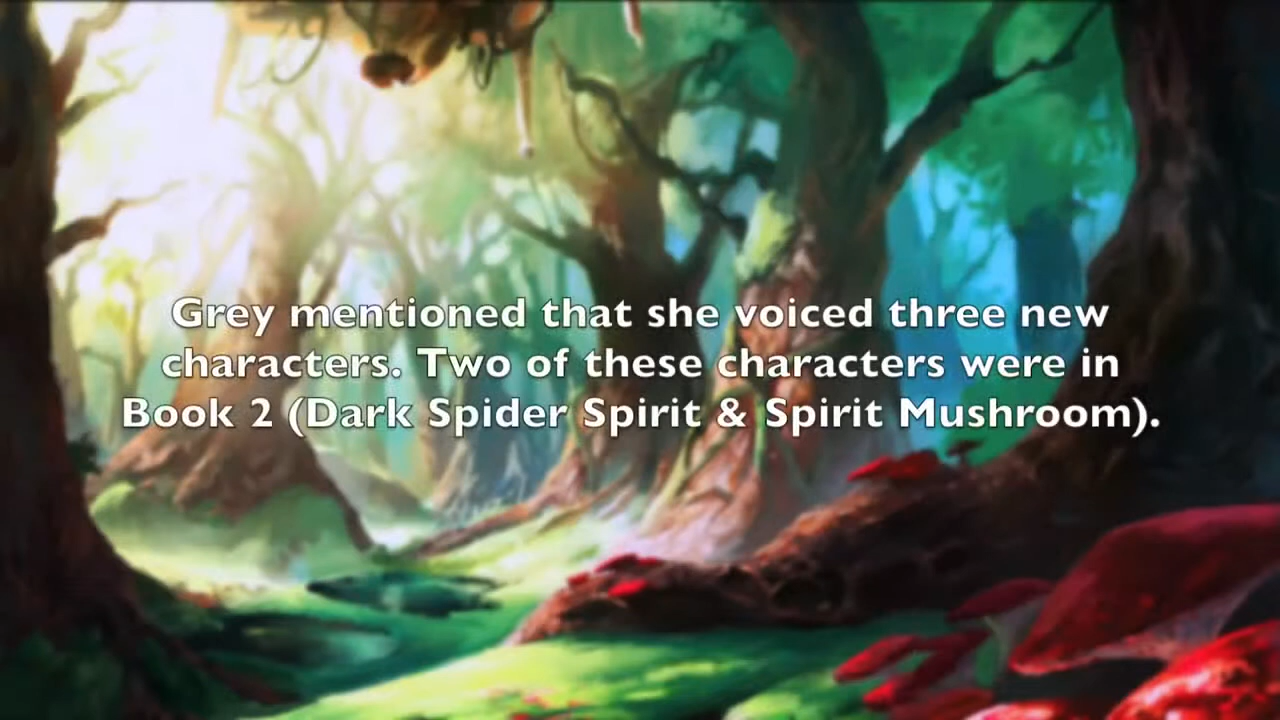 Grey mentioned that she voiced three new
characters. Two of these characters were in
Book 2 (Dark Spider Spirit & Spirit Mushroom).